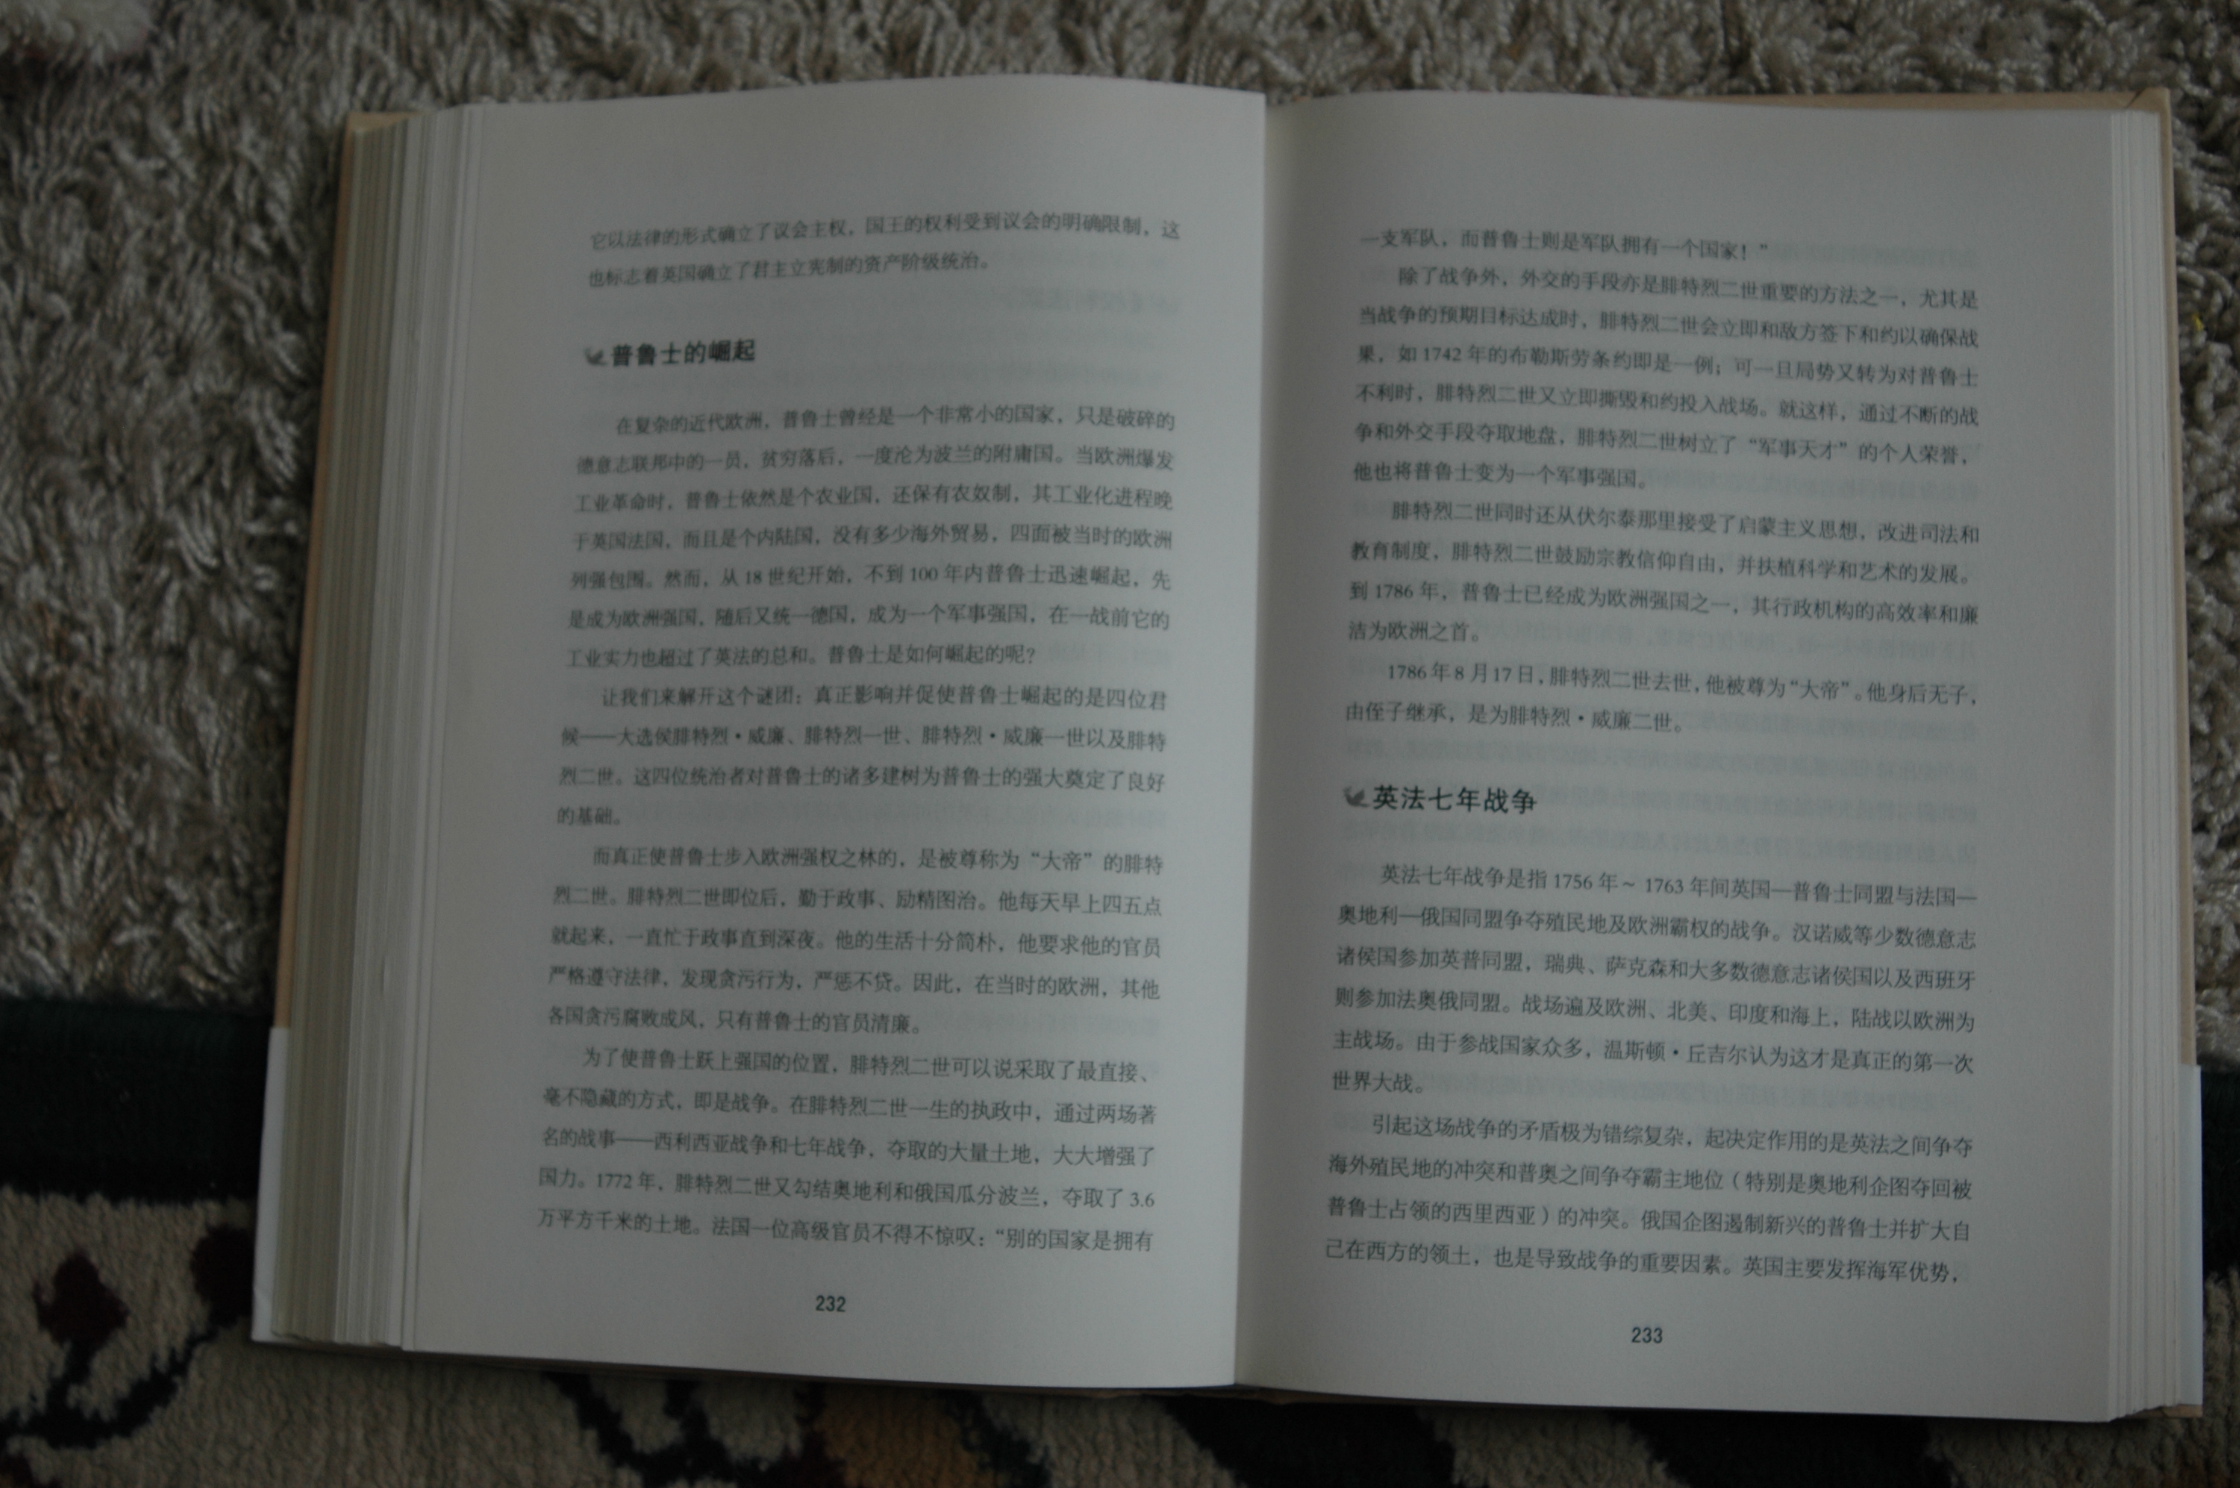 它以法律的形式确立了议会主权，国王的权利受到议会的明确限制，这
也标志着英国确立了君主立宪制的资产阶级统治。
普鲁士的崛起
在复杂的近代欧洲，普鲁士曾经是一个非常小的国家，只是破碎的
德意志联邦中的一员，贫穷落后，一度沦为波兰的附庸国。当欧洲爆发
工业革命时，普鲁士依然是个农业国，还保有农奴制，其工业化进程晚
于英国法国，而且是个内陆国，没有多少海外贸易，四面被当时的欧洲
列强包围。然而，从 18 世纪开始，不到 100 年内普鲁士迅速崛起，先
是成为欧洲强国，随后又统一德国，成为一个军事强国，在一战前它的
工业实力也超过了英法的总和。普鲁士是如何崛起的呢？
让我们来解开这个谜团：真正影响并促使普鲁士崛起的是四位君
候——大选侯腓特烈·威廉、腓特烈一世、腓特烈·威廉一世以及腓特
烈二世。这四位统治者对普鲁士的诸多建树为普鲁士的强大奠定了良好
的基础。
而真正使普鲁士步入欧洲强权之林的，是被尊称为“大帝”的腓特
烈二世。腓特烈二世即位后，勤于政事、励精图治。他每天早上四五点
就起来，一直忙于政事直到深夜。他的生活十分简朴，他要求他的官员
严格遵守法律，发现贪污行为，严惩不贷。因此，在当时的欧洲，其他
各国贪污腐败成风，只有普鲁士的官员清廉。
为了使普鲁士跃上强国的位置，腓特烈二世可以说采取了最直接、
毫不隐藏的方式，即是战争。在腓特烈二世一生的执政中，通过两场著
名的战事——西利西亚战争和七年战争，夺取的大量土地，大大增强了
国力。1772 年，腓特烈二世又勾结奥地利和俄国瓜分波兰，夺取了 3.6
万平方千米的土地。法国一位高级官员不得不惊叹：“别的国家是拥有
232
一支军队，而普鲁士则是军队拥有一个国家！”
除了战争外，外交的手段亦是腓特烈二世重要的方法之一，尤其是
当战争的预期目标达成时，腓特烈二世会立即和敌方签下和约以确保战
果，如 1742 年的布勒斯劳条约即是一例；可一旦局势又转为对普鲁士
不利时，腓特烈二世又立即撕毁和约投入战场。就这样，通过不断的战
争和外交手段夺取地盘，腓特烈二世树立了“军事天才”的个人荣誉，
他也将普鲁士变为一个军事强国。
腓特烈二世同时还从伏尔泰那里接受了启蒙主义思想，改进司法和
教育制度，腓特烈二世鼓励宗教信仰自由，并扶植科学和艺术的发展。
到 1786 年，普鲁士已经成为欧洲强国之一，其行政机构的高效率和廉
洁为欧洲之首。
1786 年 8 月 17 日，腓特烈二世去世，他被尊为“大帝”。他身后无子，
由侄子继承，是为腓特烈·威廉二世。
英法七年战争
英法七年战争是指 1756 年～ 1763 年间英国—普鲁士同盟与法国—
奥地利—俄国同盟争夺殖民地及欧洲霸权的战争。汉诺威等少数德意志
诸侯国参加英普同盟，瑞典、萨克森和大多数德意志诸侯国以及西班牙
则参加法奥俄同盟。战场遍及欧洲、北美、印度和海上，陆战以欧洲为
主战场。由于参战国家众多，温斯顿·丘吉尔认为这才是真正的第一次
世界大战。
引起这场战争的矛盾极为错综复杂，起决定作用的是英法之间争夺
海外殖民地的冲突和普奥之间争夺霸主地位（特别是奥地利企图夺回被
普鲁士占领的西里西亚）的冲突。俄国企图遏制新兴的普鲁士并扩大自
己在西方的领土，也是导致战争的重要因素。英国主要发挥海军优势，
233